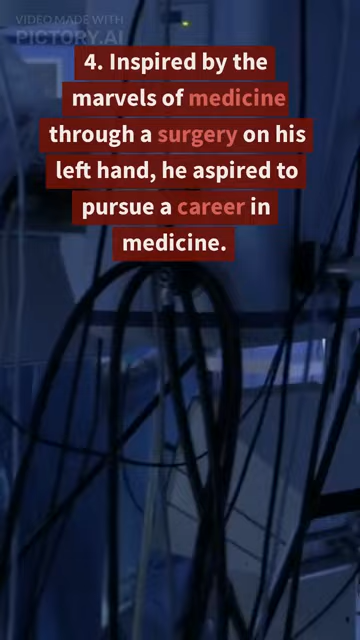 VIDEO MADE WITH
PICTORY.AI
4. Inspired by the
marvels of medicine
through a surgery on his
left hand, he aspired to
pursue a career in
medicine.